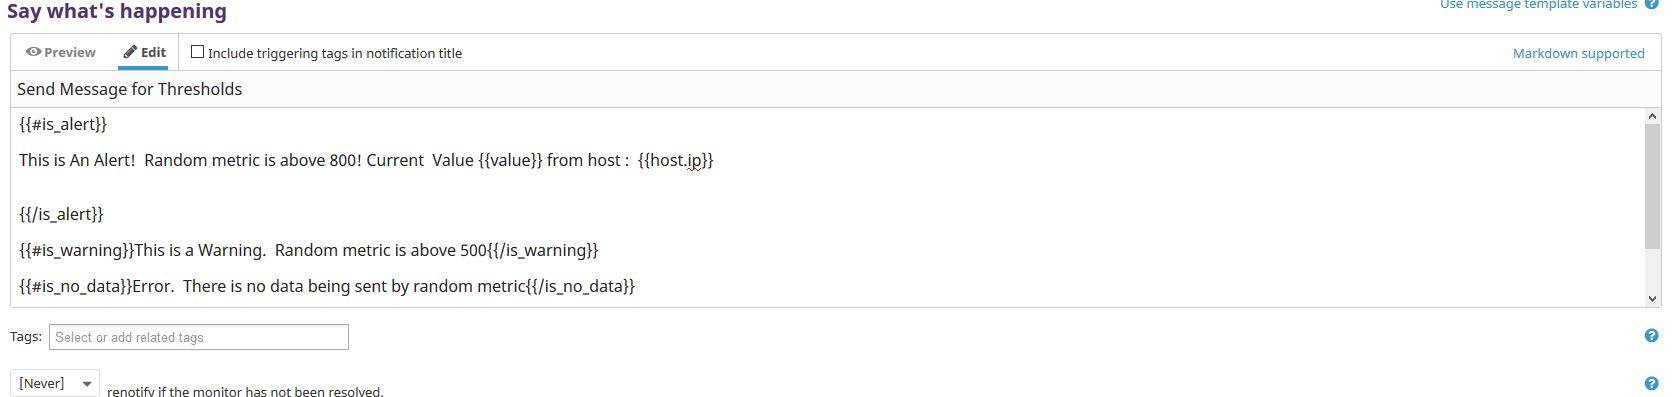 Say what's happening
Use message template variables
Preview Edit Include triggering tags in notification title Markdown supported
Send Message for Thresholds
{{#is_alert}}
This is An Alert!  Random metric is above 800! Current  Value {{value}} from host :  {{host.ip}}
{{/is_alert}}
{{#is_warning}}This is a Warning.  Random metric is above 500{{/is_warning}}
{{#is_no_data}}Error.  There is no data being sent by random metric{{/is_no_data}}
Tags: Select or add related tags
[Never] renotify if the monitor has not been resolved.